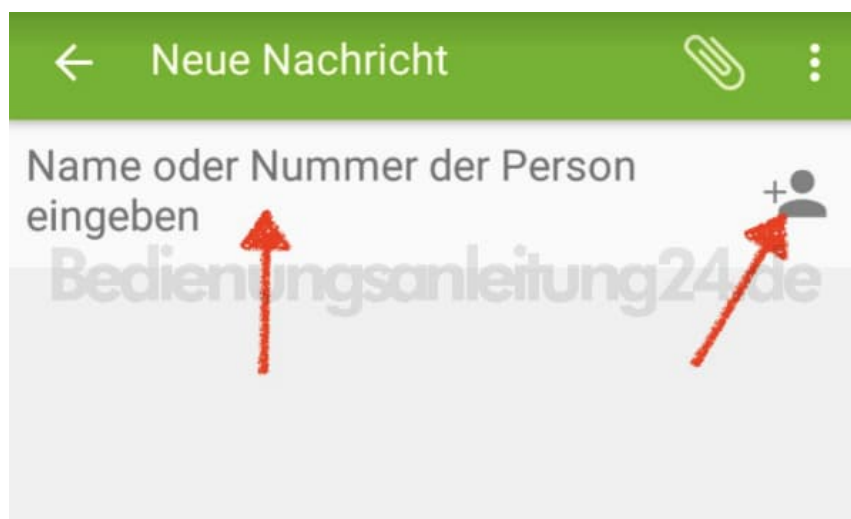 Neue Nachricht
Name oder Nummer der Person
eingeben
Bedienungsanleitung24.de